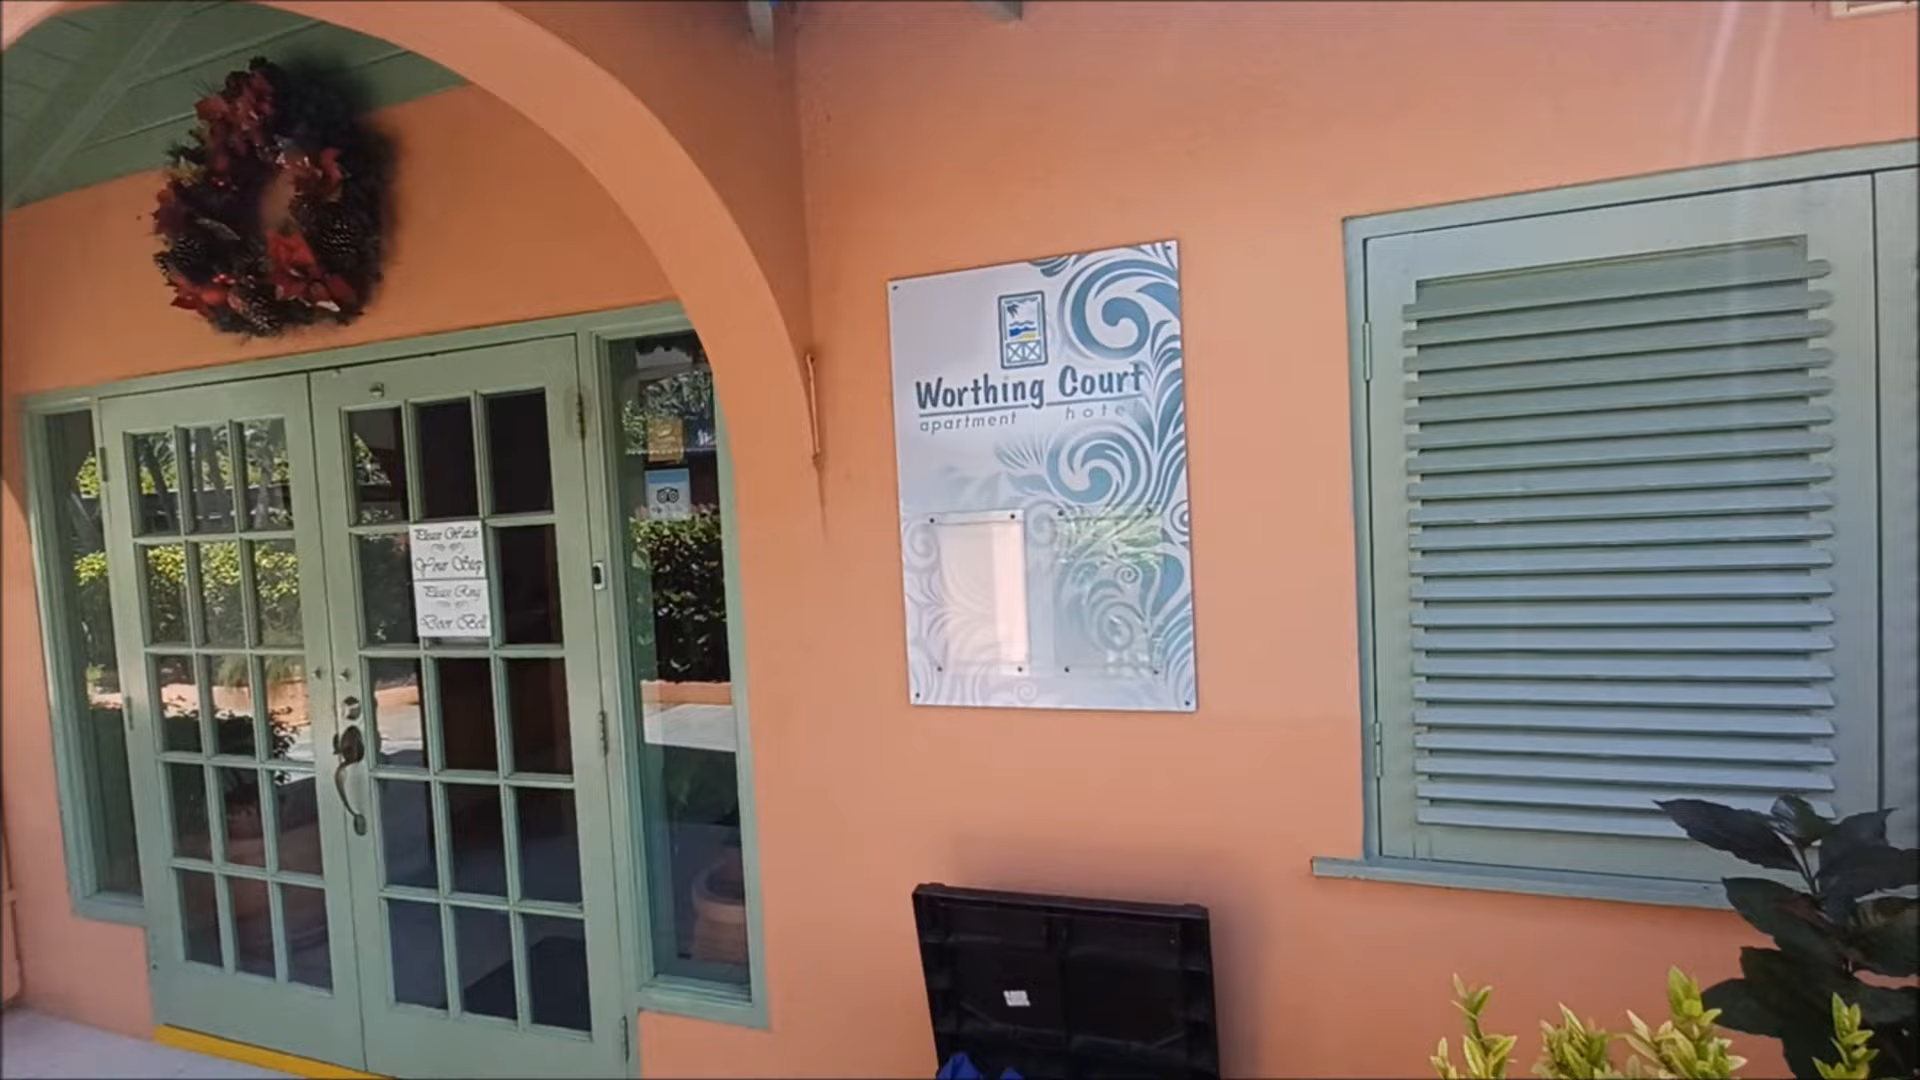 Worthing Court
apartment hotel
Please Watch
Your Step
Please Ring
Door Bell